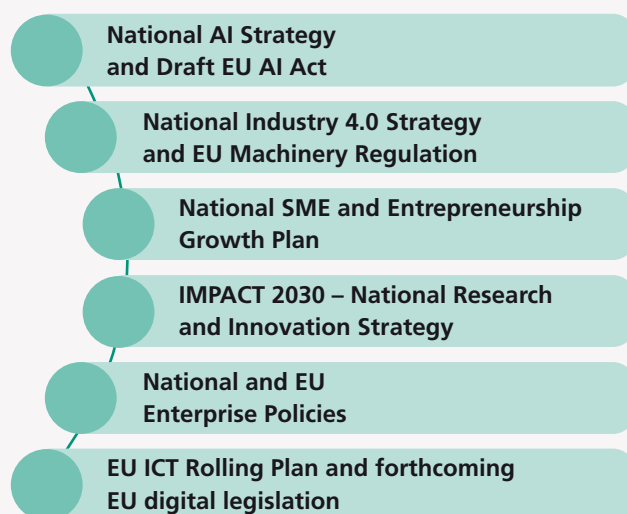 National AI Strategy
and Draft EU AI Act
National Industry 4.0 Strategy
and EU Machinery Regulation
National SME and Entrepreneurship
Growth Plan
IMPACT 2030 – National Research
and Innovation Strategy
National and EU
Enterprise Policies
EU ICT Rolling Plan and forthcoming
EU digital legislation